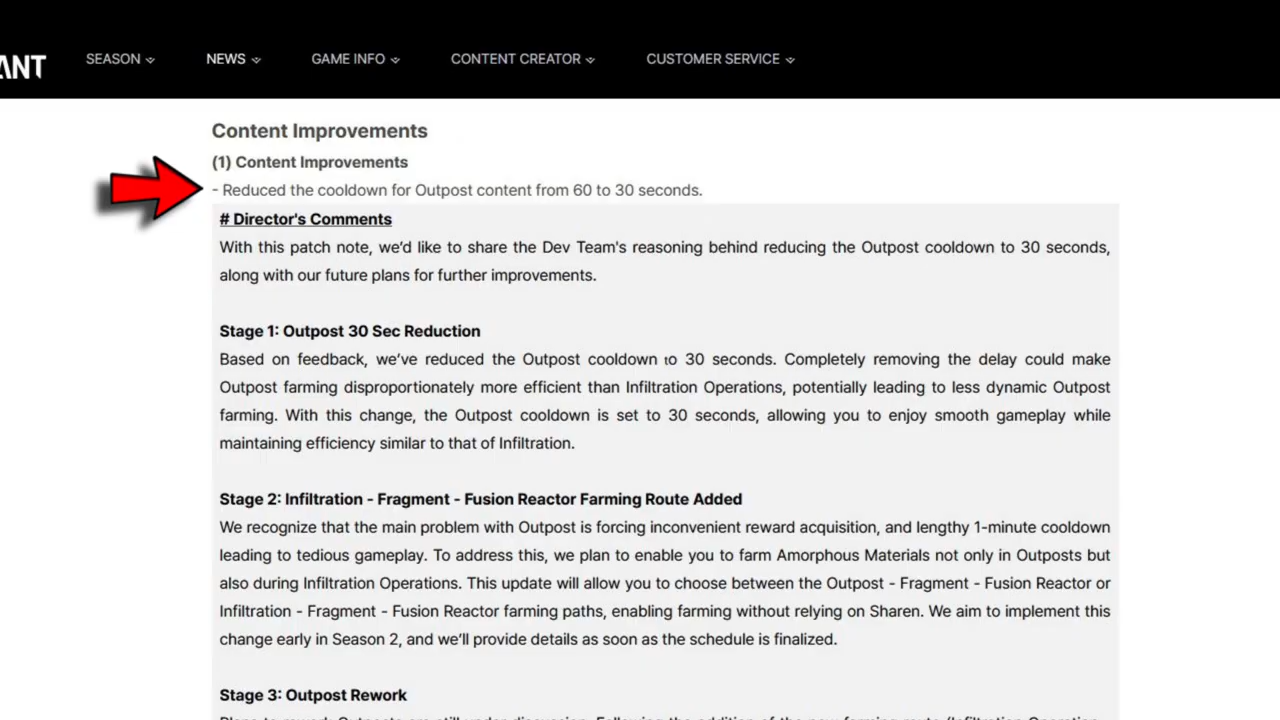 ANT
SEASON
NEWS
GAME INFO
CONTENT CREATOR
CUSTOMER SERVICE
Content Improvements
(1) Content Improvements
- Reduced the cooldown for Outpost content from 60 to 30 seconds.
# Director's Comments
With this patch note, we'd like to share the Dev Team's reasoning behind reducing the Outpost cooldown to 30 seconds,
along with our future plans for further improvements.
Stage 1: Outpost 30 Sec Reduction
Based on feedback, we've reduced the Outpost cooldown to 30 seconds. Completely removing the delay could make
Outpost farming disproportionately more efficient than Infiltration Operations, potentially leading to less dynamic Outpost
farming. With this change, the Outpost cooldown is set to 30 seconds, allowing you to enjoy smooth gameplay while
maintaining efficiency similar to that of Infiltration.
Stage 2: Infiltration - Fragment - Fusion Reactor Farming Route Added
We recognize that the main problem with Outpost is forcing inconvenient reward acquisition, and lengthy 1-minute cooldown
leading to tedious gameplay. To address this, we plan to enable you to farm Amorphous Materials not only in Outposts but
also during Infiltration Operations. This update will allow you to choose between the Outpost - Fragment - Fusion Reactor or
Infiltration - Fragment - Fusion Reactor farming paths, enabling farming without relying on Sharen. We aim to implement this
change early in Season 2, and we'll provide details as soon as the schedule is finalized.
Stage 3: Outpost Rework